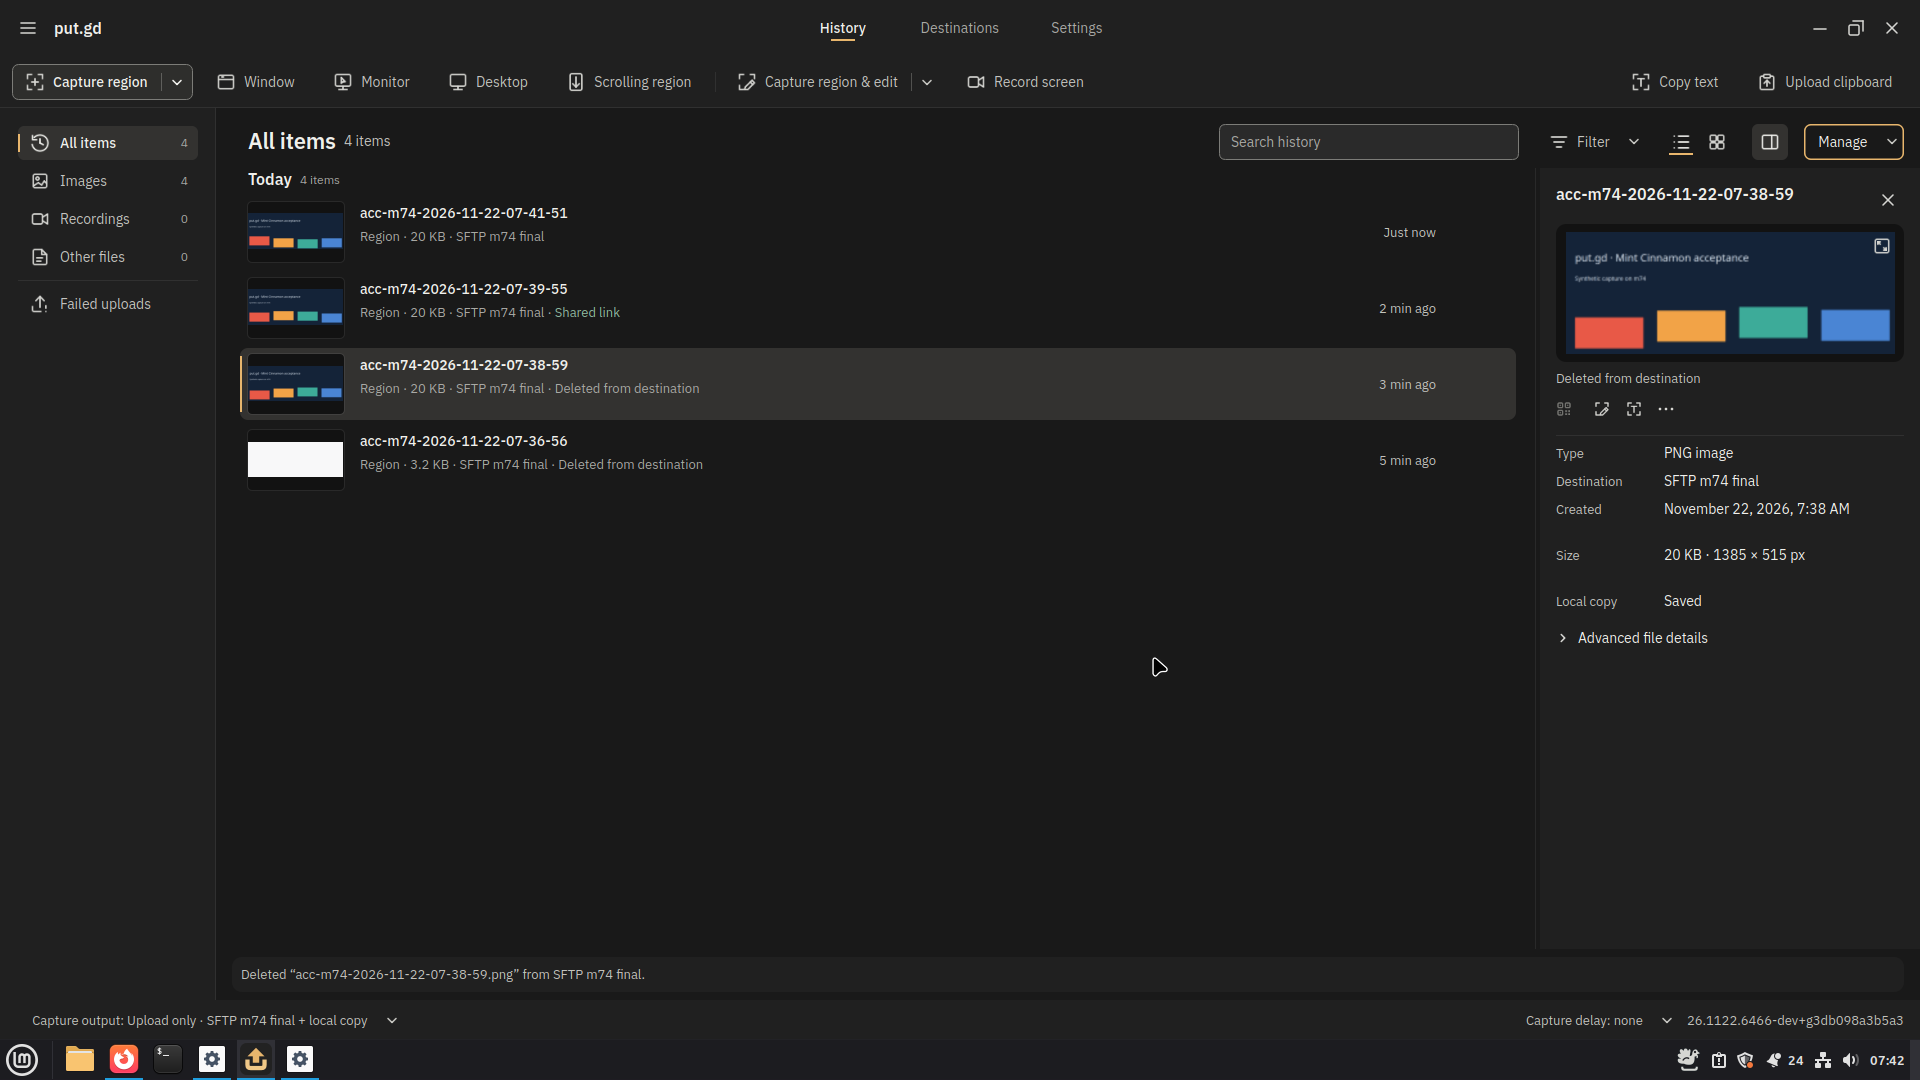 put.gd
History
Destinations
Settings
Capture region
Window
Monitor
Desktop
Scrolling region
Capture region & edit
Record screen
Copy text
Upload clipboard
All items 4
Images 4
Recordings 0
Other files 0
Failed uploads
All items 4 items
Search history
Filter
Manage
Today 4 items
acc-m74-2026-11-22-07-41-51
Region · 20 KB · SFTP m74 final
Just now
acc-m74-2026-11-22-07-39-55
Region · 20 KB · SFTP m74 final · Shared link
2 min ago
acc-m74-2026-11-22-07-38-59
Region · 20 KB · SFTP m74 final · Deleted from destination
3 min ago
acc-m74-2026-11-22-07-36-56
Region · 3.2 KB · SFTP m74 final · Deleted from destination
5 min ago
acc-m74-2026-11-22-07-38-59
put.gd · Mint Cinnamon acceptance
Synthetic capture on m74
Deleted from destination
Type PNG image
Destination SFTP m74 final
Created November 22, 2026, 7:38 AM
Size 20 KB · 1385 × 515 px
Local copy Saved
Advanced file details
Deleted “acc-m74-2026-11-22-07-38-59.png” from SFTP m74 final.
Capture output: Upload only · SFTP m74 final + local copy
Capture delay: none
26.1122.6466-dev+g3db098a3b5a3
24
07:42